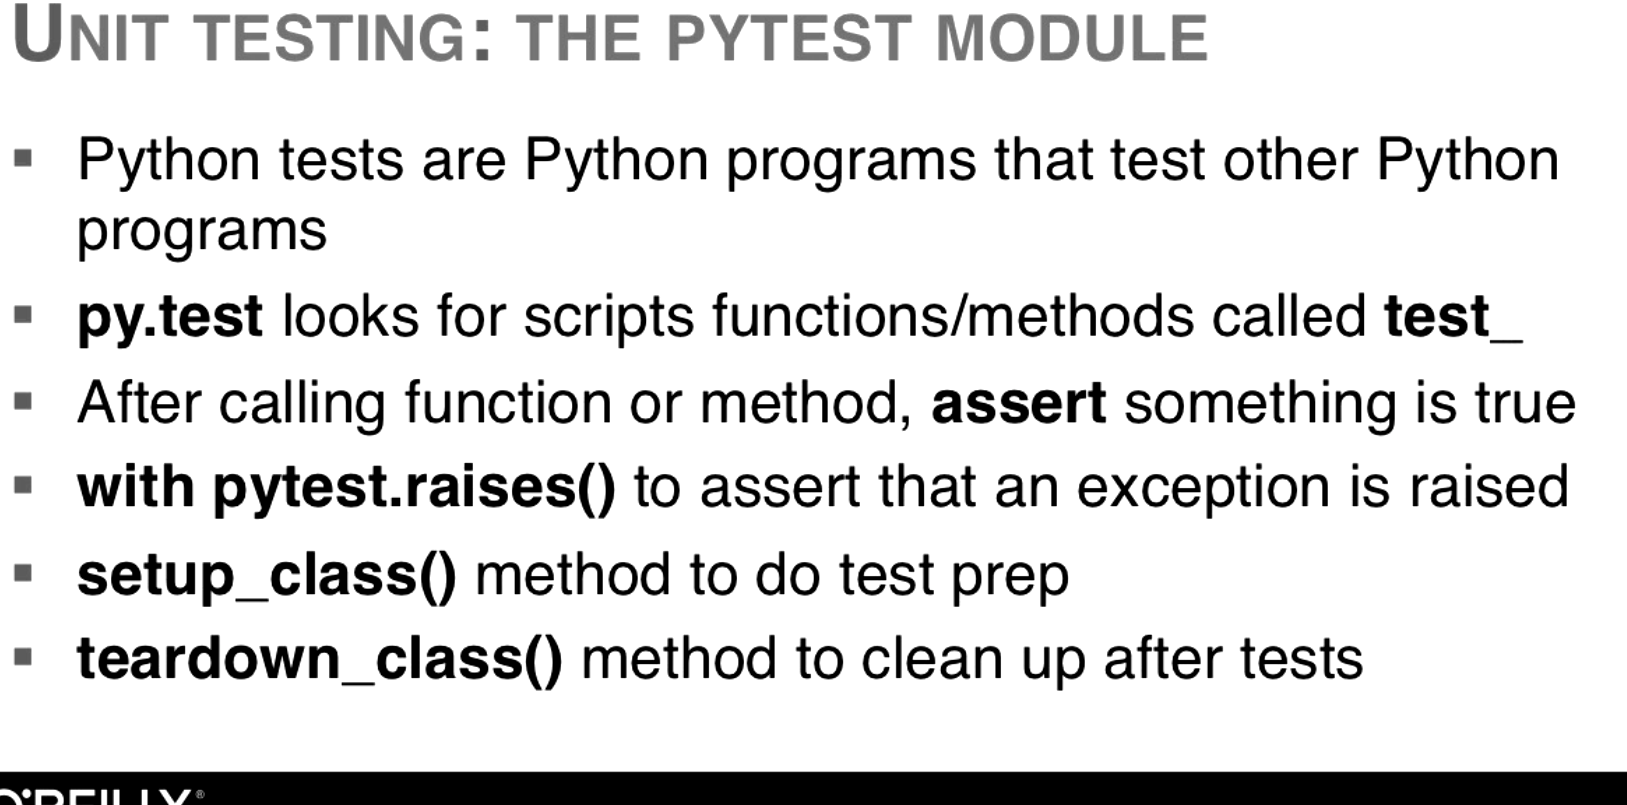 UNIT TESTING: THE PYTEST MODULE
▪ Python tests are Python programs that test other Python
programs
▪ py.test looks for scripts functions/methods called test_
▪ After calling function or method, assert something is true
▪ with pytest.raises() to assert that an exception is raised
▪ setup_class() method to do test prep
▪ teardown_class() method to clean up after tests
O'REILLY®